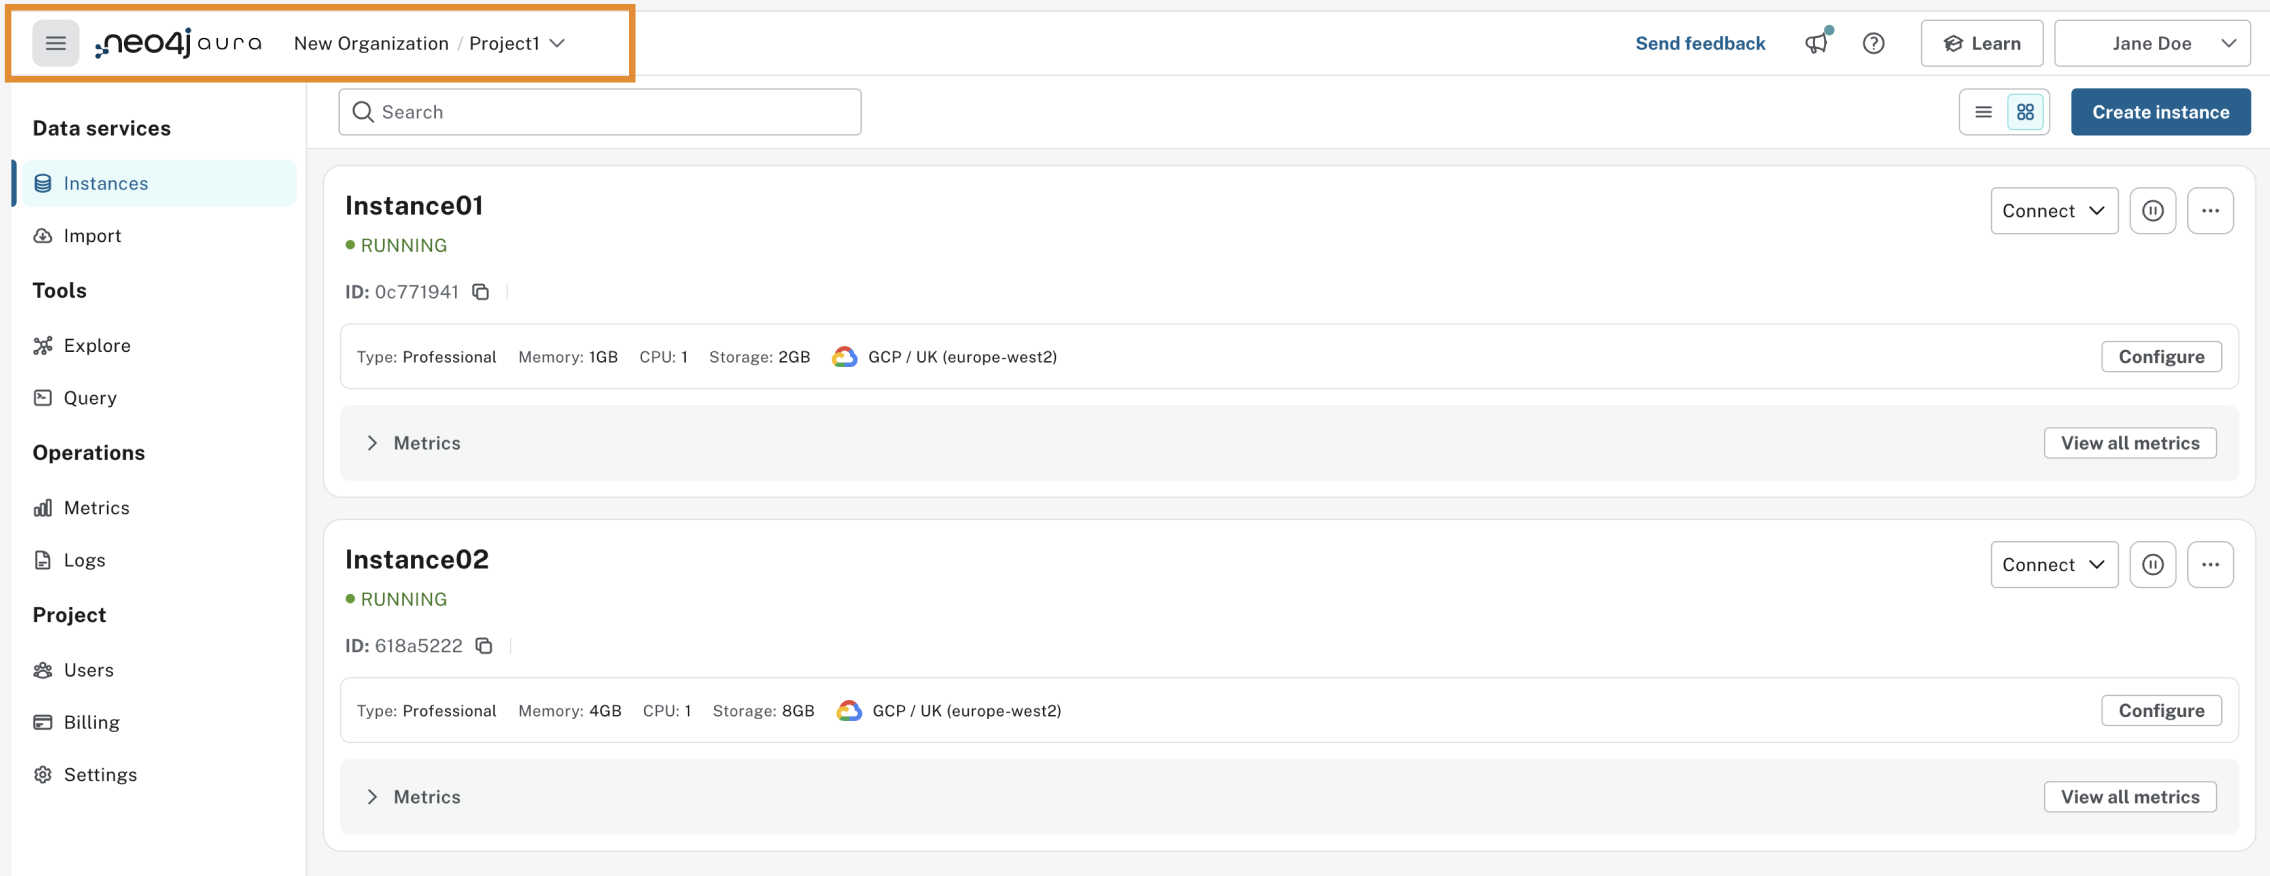 neo4j aura New Organization / Project1
Send feedback Learn Jane Doe
Search Create instance
Data services
Instances
Import
Tools
Explore
Query
Operations
Metrics
Logs
Project
Users
Billing
Settings
Instance01 Connect
RUNNING
ID: 0c771941
Type: Professional Memory: 1GB CPU: 1 Storage: 2GB GCP / UK (europe-west2) Configure
Metrics View all metrics
Instance02 Connect
RUNNING
ID: 618a5222
Type: Professional Memory: 4GB CPU: 1 Storage: 8GB GCP / UK (europe-west2) Configure
Metrics View all metrics